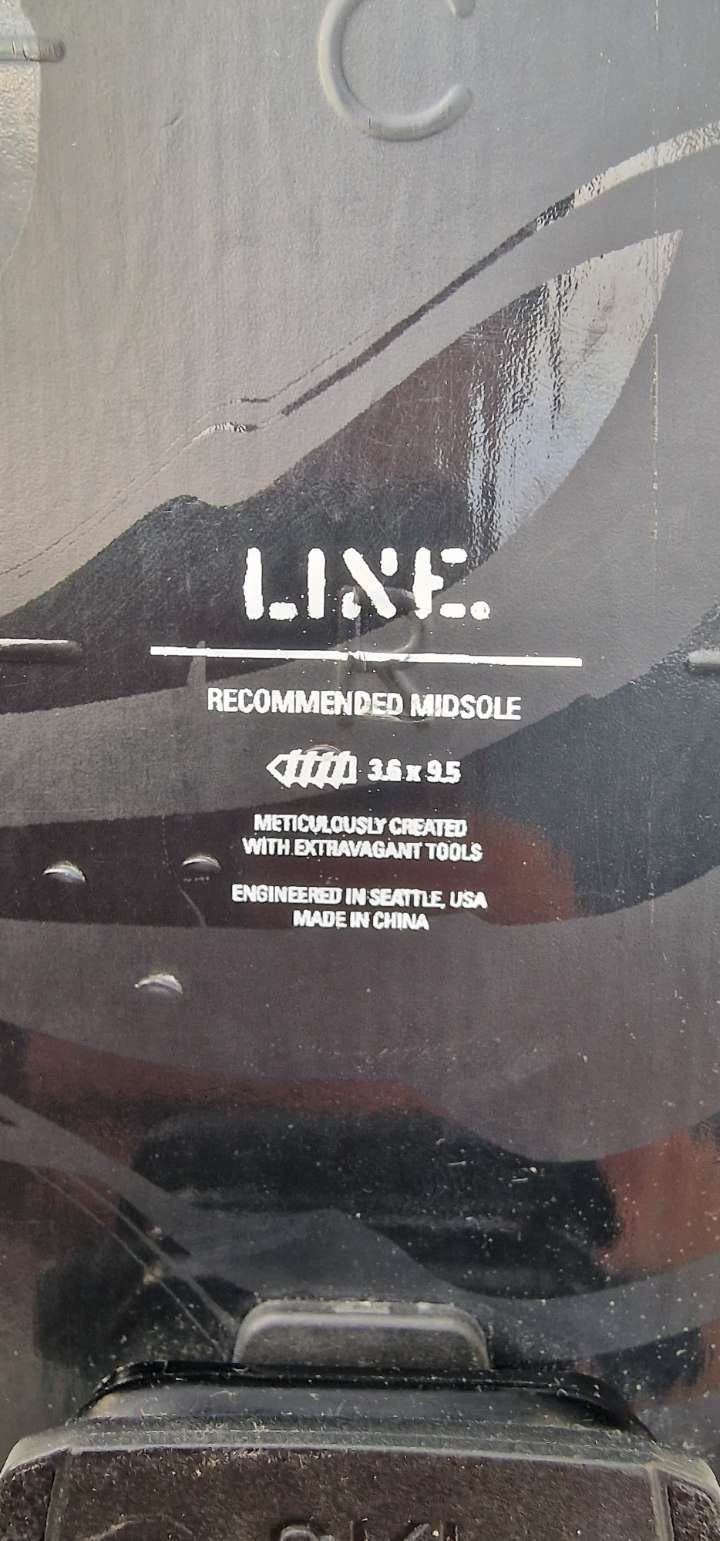 C
LINE
R
RECOMMENDED MIDSOLE
3.6 x 9.5
METICULOUSLY CREATED
WITH EXTRAVAGANT TOOLS
ENGINEERED IN SEATTLE, USA
MADE IN CHINA